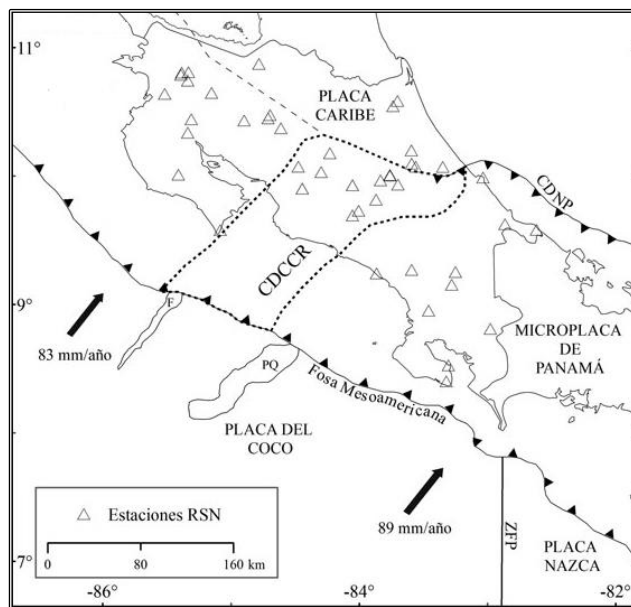 11°
PLACA
CARIBE
CDNP
CDCCR
9°
F
83 mm/año
MICROPLACA
DE
PANAMÁ
PQ
Fosa Mesoamericana
PLACA DEL
COCO
Estaciones RSN
89 mm/año
0 80 160 km
ZFP
PLACA
NAZCA
7°
-86° -84° -82°